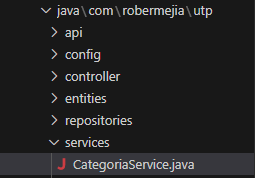 java\com\robermejia\utp
api
config
controller
entities
repositories
services
J CategoriaService.java